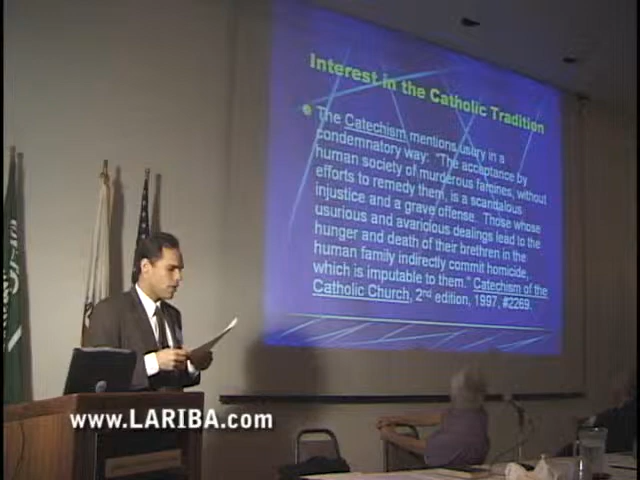 Interest in the Catholic Tradition
The Catechism mentions usury in a
condemnatory way: "The acceptance by
human society of murderous famines, without
efforts to remedy them, is a scandalous
injustice and a grave offense. Those whose
usurious and avaricious dealings lead to the
hunger and death of their brethren in the
human family indirectly commit homicide,
which is imputable to them." Catechism of the
Catholic Church, 2nd edition, 1997, #2269.
www.LARIBA.com